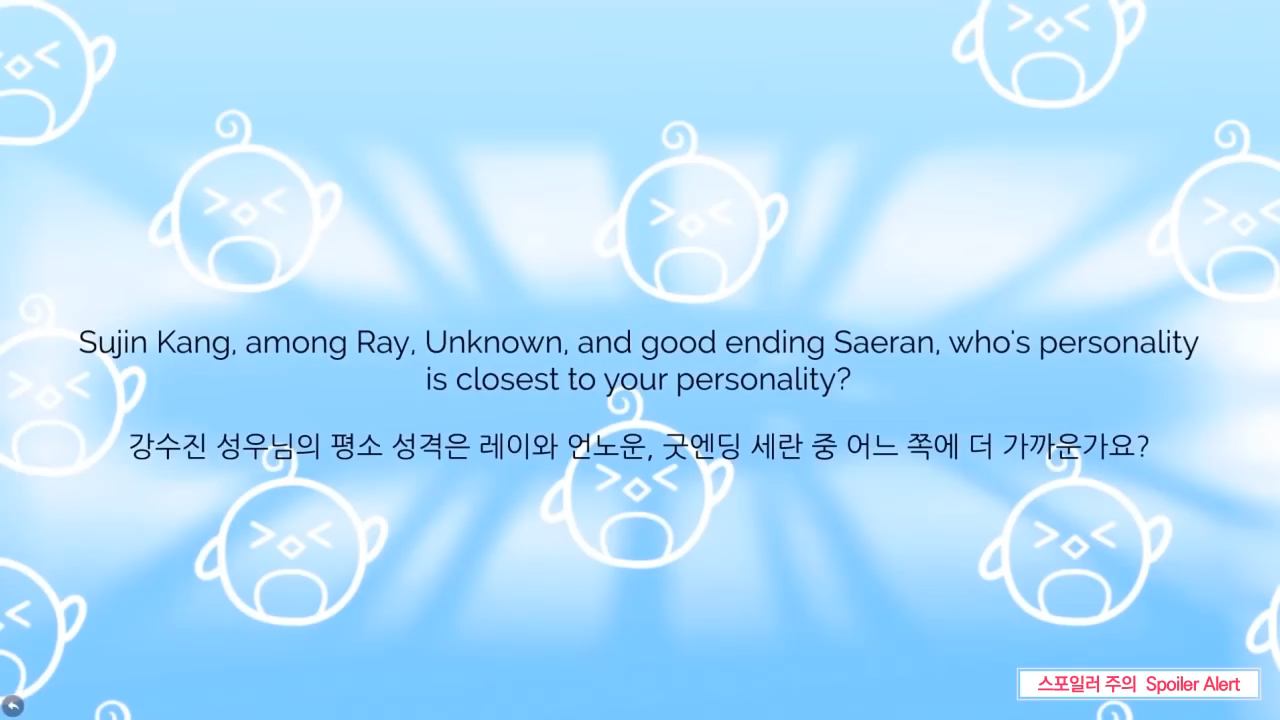 Sujin Kang, among Ray, Unknown, and good ending Saeran, who's personality
is closest to your personality?
강수진 성우님의 평소 성격은 레이와 언노운, 굿엔딩 세란 중 어느 쪽에 더 가까운가요?
스포일러 주의 Spoiler Alert